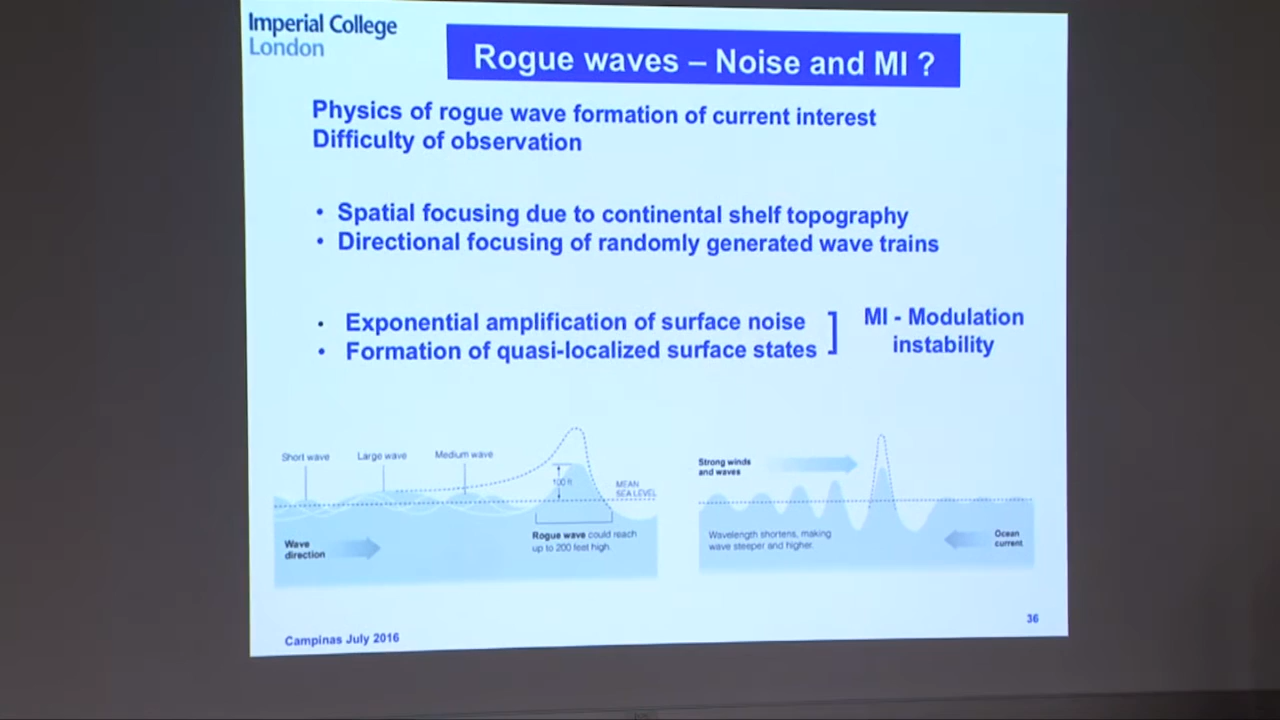 Imperial College
London
Rogue waves – Noise and MI ?
Physics of rogue wave formation of current interest
Difficulty of observation
• Spatial focusing due to continental shelf topography
• Directional focusing of randomly generated wave trains
• Exponential amplification of surface noise
• Formation of quasi-localized surface states
MI - Modulation
instability
Short wave
Large wave
Medium wave
100 ft
MEAN
SEA LEVEL
Wave
direction
Rogue wave could reach
up to 200 feet high.
Strong winds
and waves
Wavelength shortens, making
wave steeper and higher.
Ocean
current
Campinas July 2016
36